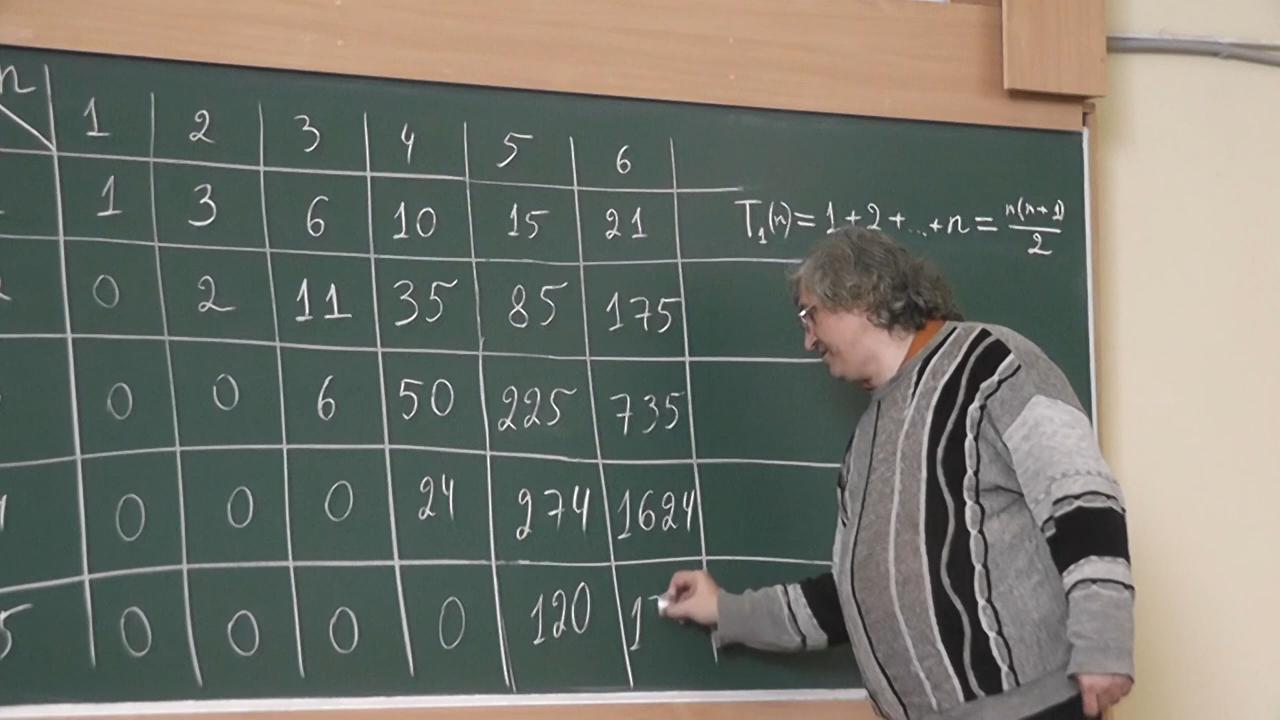 n 1 2 3 4 5 6
1 3 6 10 15 21 T₁(n) = 1 + 2 + ... + n = n(n+1)/2
0 2 11 35 85 175
0 0 6 50 225 735
0 0 0 24 274 1624
5 0 0 0 0 120 1